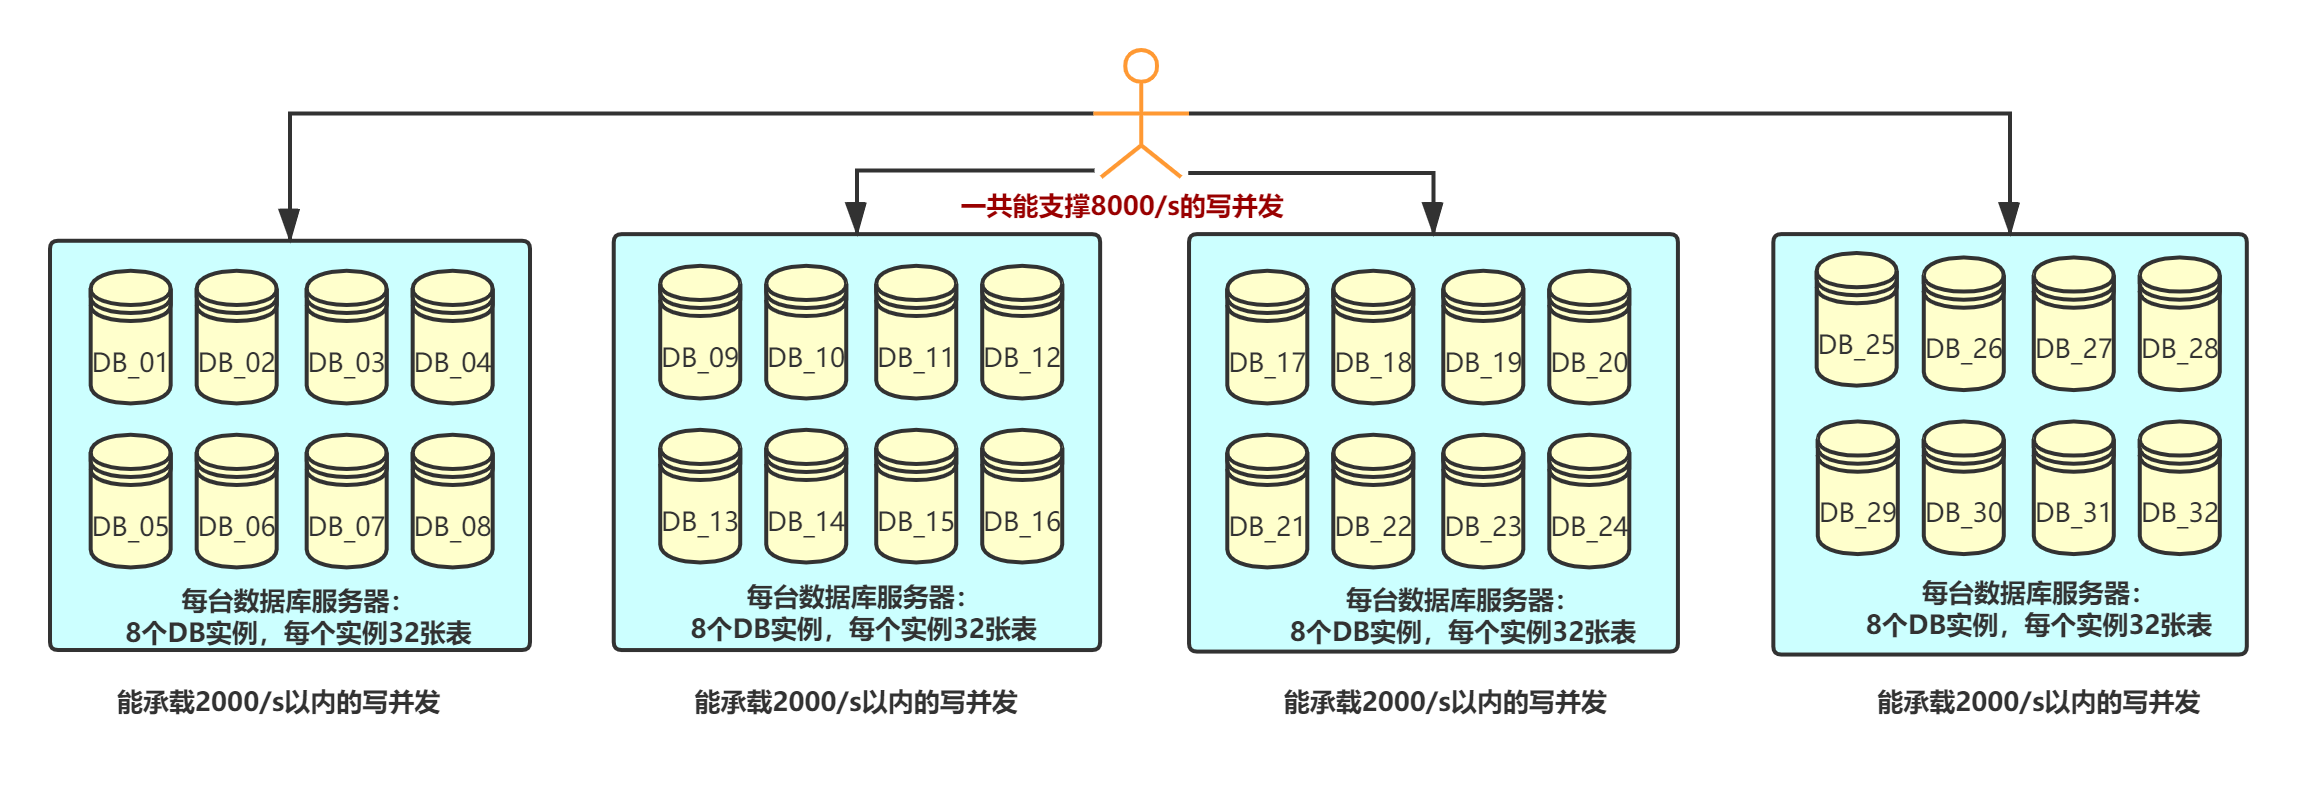 一共能支撑8000/s的写并发
DB_01 DB_02 DB_03 DB_04
DB_05 DB_06 DB_07 DB_08
每台数据库服务器：
8个DB实例，每个实例32张表
能承载2000/s以内的写并发
DB_09 DB_10 DB_11 DB_12
DB_13 DB_14 DB_15 DB_16
每台数据库服务器：
8个DB实例，每个实例32张表
能承载2000/s以内的写并发
DB_17 DB_18 DB_19 DB_20
DB_21 DB_22 DB_23 DB_24
每台数据库服务器：
8个DB实例，每个实例32张表
能承载2000/s以内的写并发
DB_25 DB_26 DB_27 DB_28
DB_29 DB_30 DB_31 DB_32
每台数据库服务器：
8个DB实例，每个实例32张表
能承载2000/s以内的写并发